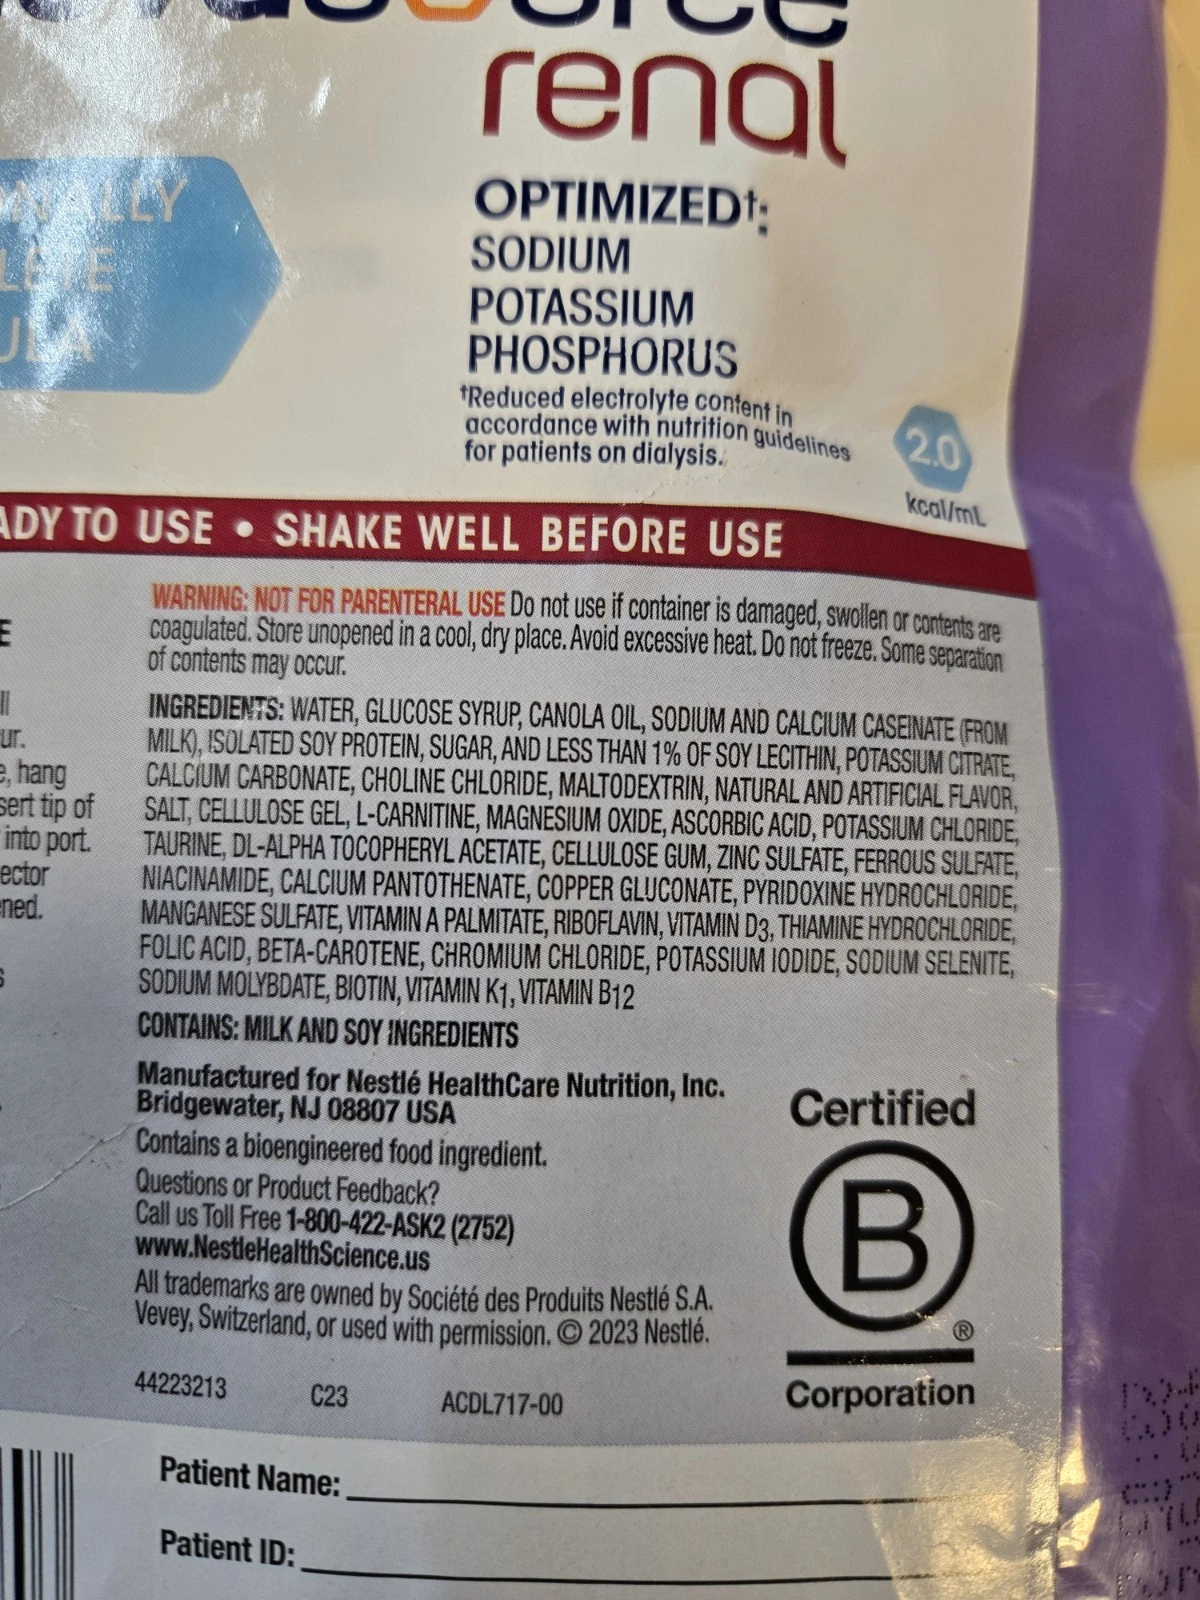 renal
OPTIMIZED†:
SODIUM
POTASSIUM
PHOSPHORUS
†Reduced electrolyte content in
accordance with nutrition guidelines
for patients on dialysis.
2.0
kcal/mL
TO USE • SHAKE WELL BEFORE USE
WARNING: NOT FOR PARENTERAL USE Do not use if container is damaged, swollen or contents are
coagulated. Store unopened in a cool, dry place. Avoid excessive heat. Do not freeze. Some separation
of contents may occur.
hang
sert tip of
into port.
INGREDIENTS: WATER, GLUCOSE SYRUP, CANOLA OIL, SODIUM AND CALCIUM CASEINATE (FROM
MILK), ISOLATED SOY PROTEIN, SUGAR, AND LESS THAN 1% OF SOY LECITHIN, POTASSIUM CITRATE,
CALCIUM CARBONATE, CHOLINE CHLORIDE, MALTODEXTRIN, NATURAL AND ARTIFICIAL FLAVOR,
SALT, CELLULOSE GEL, L-CARNITINE, MAGNESIUM OXIDE, ASCORBIC ACID, POTASSIUM CHLORIDE,
TAURINE, DL-ALPHA TOCOPHERYL ACETATE, CELLULOSE GUM, ZINC SULFATE, FERROUS SULFATE,
NIACINAMIDE, CALCIUM PANTOTHENATE, COPPER GLUCONATE, PYRIDOXINE HYDROCHLORIDE,
MANGANESE SULFATE, VITAMIN A PALMITATE, RIBOFLAVIN, VITAMIN D3, THIAMINE HYDROCHLORIDE,
FOLIC ACID, BETA-CAROTENE, CHROMIUM CHLORIDE, POTASSIUM IODIDE, SODIUM SELENITE,
SODIUM MOLYBDATE, BIOTIN, VITAMIN K1, VITAMIN B12
CONTAINS: MILK AND SOY INGREDIENTS
Manufactured for Nestlé HealthCare Nutrition, Inc.
Bridgewater, NJ 08807 USA
Contains a bioengineered food ingredient.
Questions or Product Feedback?
Call us Toll Free 1-800-422-ASK2 (2752)
www.NestleHealthScience.us
All trademarks are owned by Société des Produits Nestlé S.A.
Vevey, Switzerland, or used with permission. © 2023 Nestlé.
44223213 C23 ACDL717-00
Certified
B
®
Corporation
Patient Name:
Patient ID: